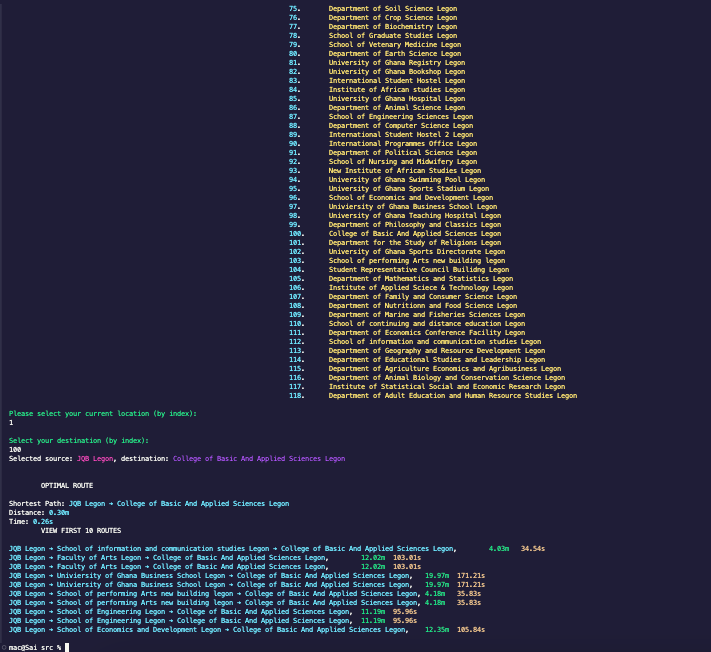 75. Department of Soil Science Legon
76. Department of Crop Science Legon
77. Department of Biochemistry Legon
78. School of Graduate Studies Legon
79. School of Vetenary Medicine Legon
80. Department of Earth Science Legon
81. University of Ghana Registry Legon
82. University of Ghana Bookshop Legon
83. International Student Hostel Legon
84. Institute of African studies Legon
85. University of Ghana Hospital Legon
86. Department of Animal Science Legon
87. School of Engineering Sciences Legon
88. Department of Computer Science Legon
89. International Student Hostel 2 Legon
90. International Programmes Office Legon
91. Department of Political Science Legon
92. School of Nursing and Midwifery Legon
93. New Institute of African Studies Legon
94. University of Ghana Swimming Pool Legon
95. University of Ghana Sports Stadium Legon
96. School of Economics and Development Legon
97. Univiersity of Ghana Business School Legon
98. University of Ghana Teaching Hospital Legon
99. Department of Philosophy and Classics Legon
100. College of Basic And Applied Sciences Legon
101. Department for the Study of Religions Legon
102. University of Ghana Sports Directorate Legon
103. School of performing Arts new building legon
104. Student Representative Council Builidng Legon
105. Department of Mathematics and Statistics Legon
106. Institute of Applied Sciece & Technology Legon
107. Department of Family and Consumer Science Legon
108. Department of Nutritionn and Food Science Legon
109. Department of Marine and Fisheries Sciences Legon
110. School of continuing and distance education Legon
111. Department of Economics Conference Facility Legon
112. School of information and communication studies Legon
113. Department of Geography and Resource Development Legon
114. Department of Educational Studies and Leadership Legon
115. Department of Agriculture Economics and Agribusiness Legon
116. Department of Animal Biology and Conservation Science Legon
117. Institute of Statistical Social and Economic Research Legon
118. Department of Adult Education and Human Resource Studies Legon
Please select your current location (by index):
1
Select your destination (by index):
100
Selected source: JQB Legon, destination: College of Basic And Applied Sciences Legon
OPTIMAL ROUTE
Shortest Path: JQB Legon → College of Basic And Applied Sciences Legon
Distance: 0.30m
Time: 0.26s
VIEW FIRST 10 ROUTES
JQB Legon → School of information and communication studies Legon → College of Basic And Applied Sciences Legon, 4.03m 34.54s
JQB Legon → Faculty of Arts Legon → College of Basic And Applied Sciences Legon, 12.02m 103.01s
JQB Legon → Faculty of Arts Legon → College of Basic And Applied Sciences Legon, 12.02m 103.01s
JQB Legon → University of Ghana Business School Legon → College of Basic And Applied Sciences Legon, 19.97m 171.21s
JQB Legon → University of Ghana Business School Legon → College of Basic And Applied Sciences Legon, 19.97m 171.21s
JQB Legon → School of performing Arts new building legon → College of Basic And Applied Sciences Legon, 4.18m 35.83s
JQB Legon → School of performing Arts new building legon → College of Basic And Applied Sciences Legon, 4.18m 35.83s
JQB Legon → School of Engineering Legon → College of Basic And Applied Sciences Legon, 11.19m 95.96s
JQB Legon → School of Engineering Legon → College of Basic And Applied Sciences Legon, 11.19m 95.96s
JQB Legon → School of Economics and Development Legon → College of Basic And Applied Sciences Legon, 12.35m 105.84s
mac@Sai src %